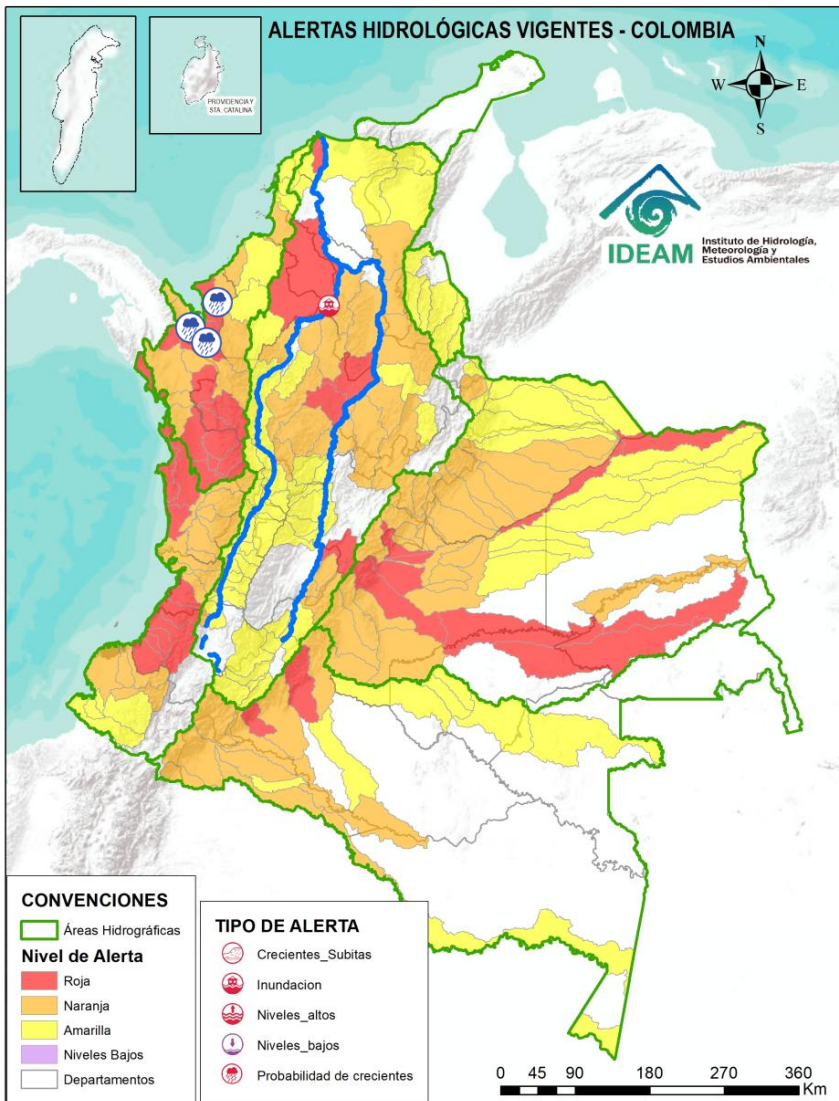 ALERTAS HIDROLÓGICAS VIGENTES - COLOMBIA
PROVIDENCIA Y
STA. CATALINA
N
W
E
S
IDEAM
Instituto de Hidrología,
Meteorología y
Estudios Ambientales
CONVENCIONES
Áreas Hidrográficas
Nivel de Alerta
Roja
Naranja
Amarilla
Niveles Bajos
Departamentos
TIPO DE ALERTA
Crecientes_Subitas
Inundacion
Niveles_altos
Niveles_bajos
Probabilidad de crecientes
0 45 90 180 270 360
Km